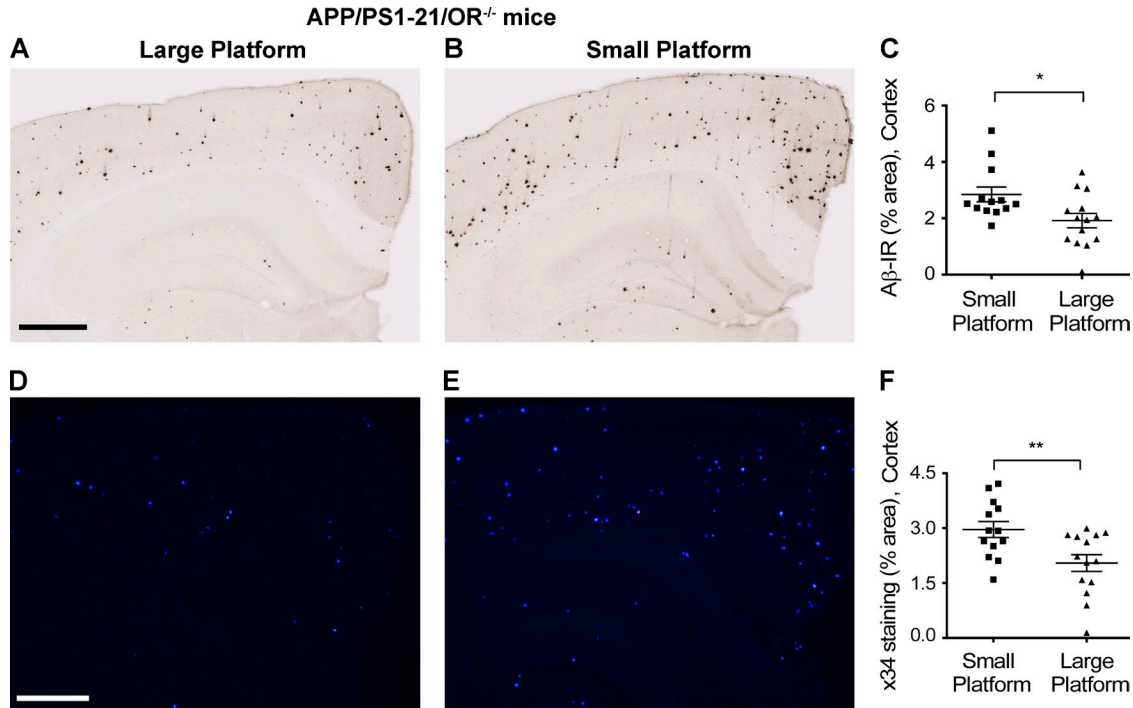 APP/PS1-21/OR-/- mice
A
Large Platform
B
Small Platform
C
Aβ-IR (% area), Cortex
6
4
2
0
*
Small
Platform
Large
Platform
D
E
F
x34 staining (% area), Cortex
4.5
3.0
1.5
0.0
**
Small
Platform
Large
Platform